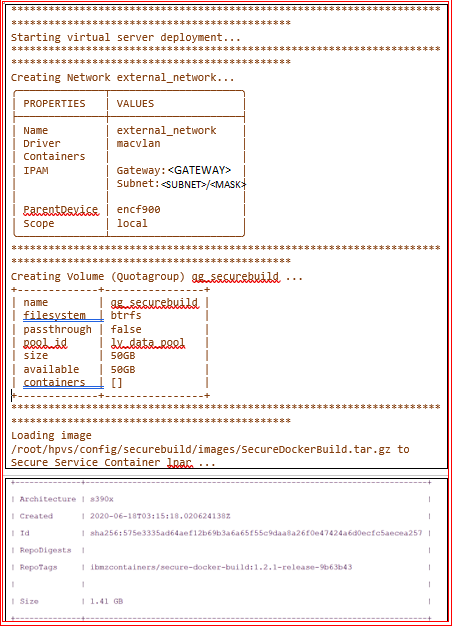 ********************************************************************
****************************************
Starting virtual server deployment...
********************************************************************
****************************************
Creating Network external_network...
| PROPERTIES | VALUES |
| Name | external_network |
| Driver | macvlan |
| Containers | |
| IPAM | Gateway:<GATEWAY> |
| | Subnet:<SUBNET>/<MASK> |
| ParentDevice | encf900 |
| Scope | local |
********************************************************************
****************************************
Creating Volume (Quotagroup) qg_securebuild ...
+-------------+----------------+
| name | qg_securebuild |
| filesystem | btrfs |
| passthrough | false |
| pool_id | lv_data_pool |
| size | 50GB |
| available | 50GB |
| containers | [] |
+-------------+----------------+
********************************************************************
****************************************
Loading image
/root/hpvs/config/securebuild/images/SecureDockerBuild.tar.gz to
Secure Service Container lpar ...
| Architecture | s390x |
| Created | 2020-06-18T03:15:18.020624138Z |
| Id | sha256:575e3335ad64aef12b69b3a6a65f55c9daa8a26f0e47424a6d0ecfc5aecea257 |
| RepoDigests | |
| RepoTags | ibmzcontainers/secure-docker-build:1.2.1-release-9b63b43 |
| | |
| Size | 1.41 GB |